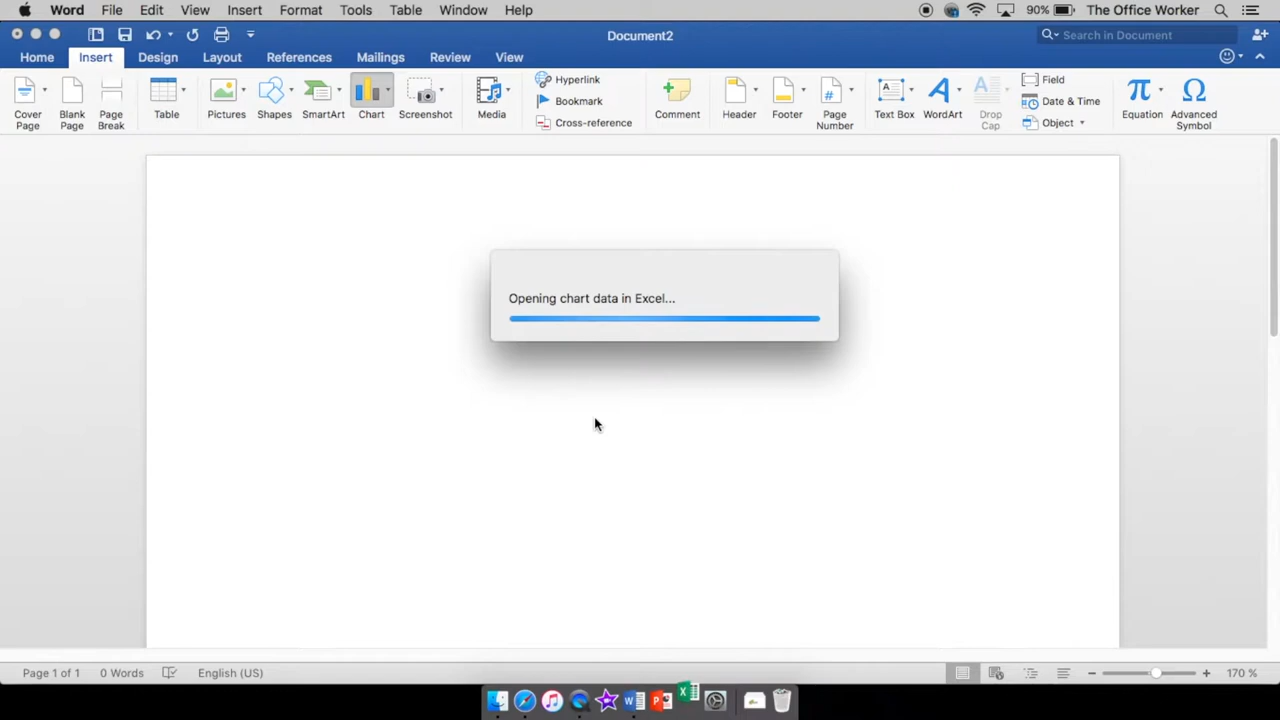 Word File Edit View Insert Format Tools Table Window Help 90% The Office Worker
Document2 Search in Document
Home Insert Design Layout References Mailings Review View
Cover Page
Blank Page
Page Break
Table
Pictures
Shapes
SmartArt
Chart
Screenshot
Media
Hyperlink
Bookmark
Cross-reference
Comment
Header
Footer
Page Number
Text Box
WordArt
Drop Cap
Field
Date & Time
Object
Equation
Advanced Symbol
Opening chart data in Excel...
Page 1 of 1 0 Words English (US) 170 %